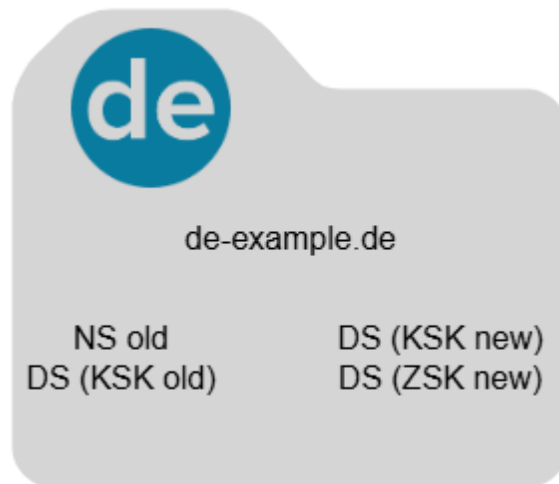 de
de-example.de
NS old
DS (KSK old)
DS (KSK new)
DS (ZSK new)